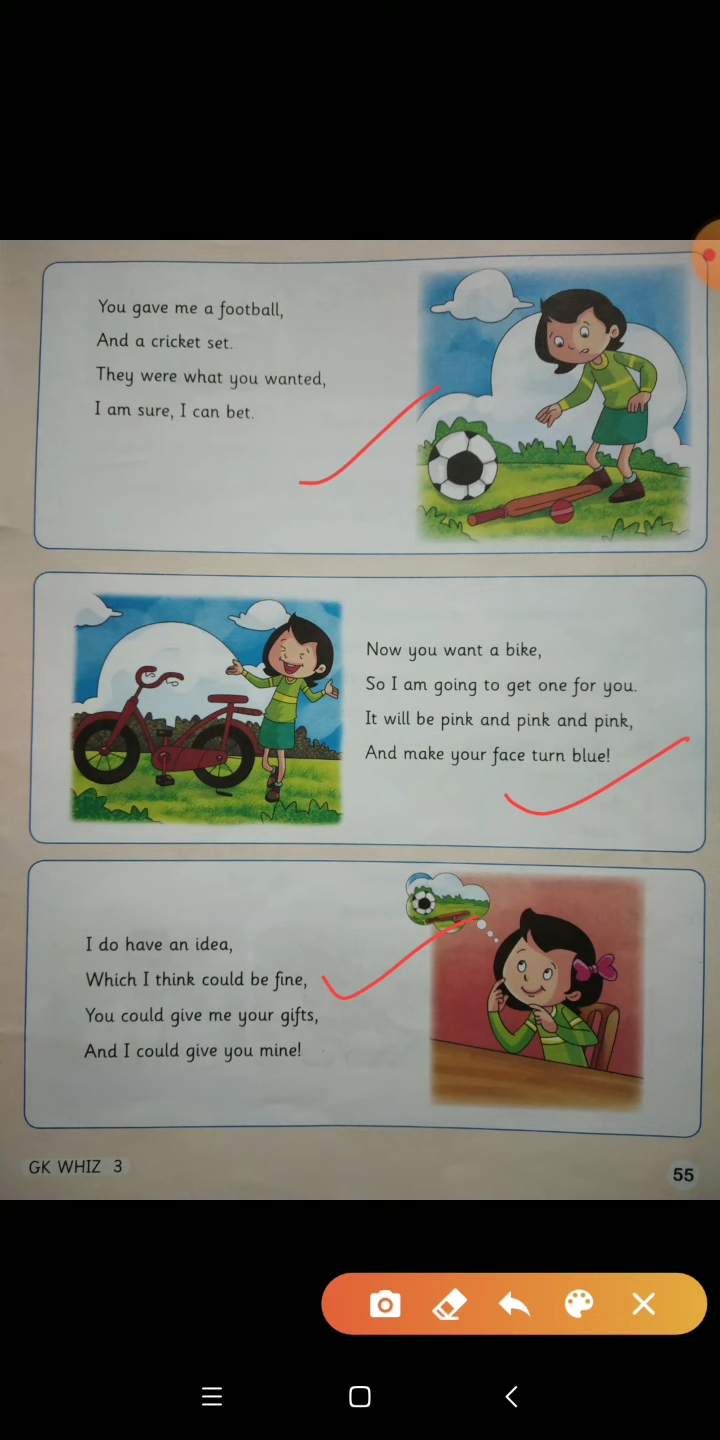 You gave me a football,
And a cricket set.
They were what you wanted,
I am sure, I can bet.
Now you want a bike,
So I am going to get one for you.
It will be pink and pink and pink,
And make your face turn blue!
I do have an idea,
Which I think could be fine,
You could give me your gifts,
And I could give you mine!
GK WHIZ 3
55